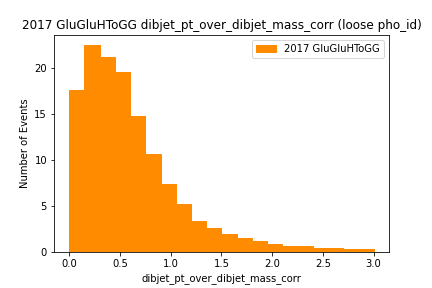 2017 GluGluHToGG dibjet_pt_over_dibjet_mass_corr (loose pho_id)
2017 GluGluHToGG
Number of Events
20
15
10
5
0
0.0 0.5 1.0 1.5 2.0 2.5 3.0
dibjet_pt_over_dibjet_mass_corr